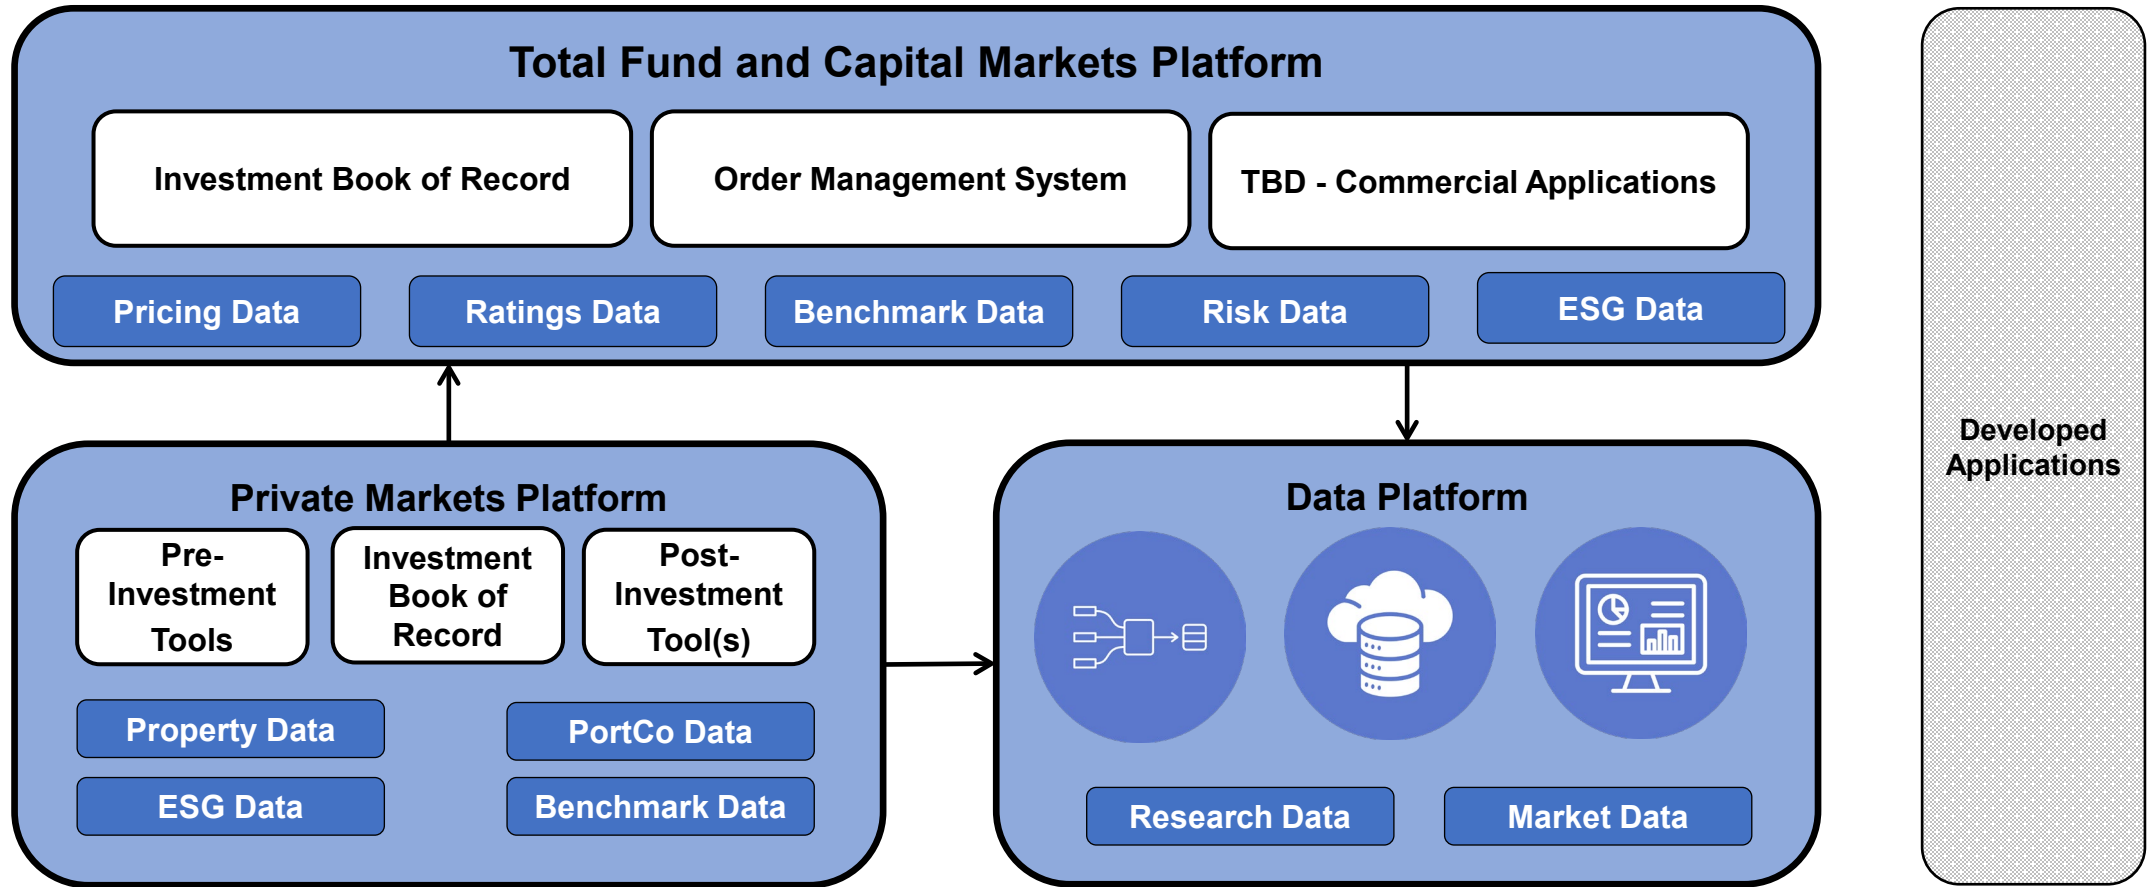 Total Fund and Capital Markets Platform
Investment Book of Record
Order Management System
TBD - Commercial Applications
Pricing Data
Ratings Data
Benchmark Data
Risk Data
ESG Data
Private Markets Platform
Pre-
Investment
Tools
Investment
Book of
Record
Post-
Investment
Tool(s)
Property Data
PortCo Data
ESG Data
Benchmark Data
Data Platform
Research Data
Market Data
Developed
Applications